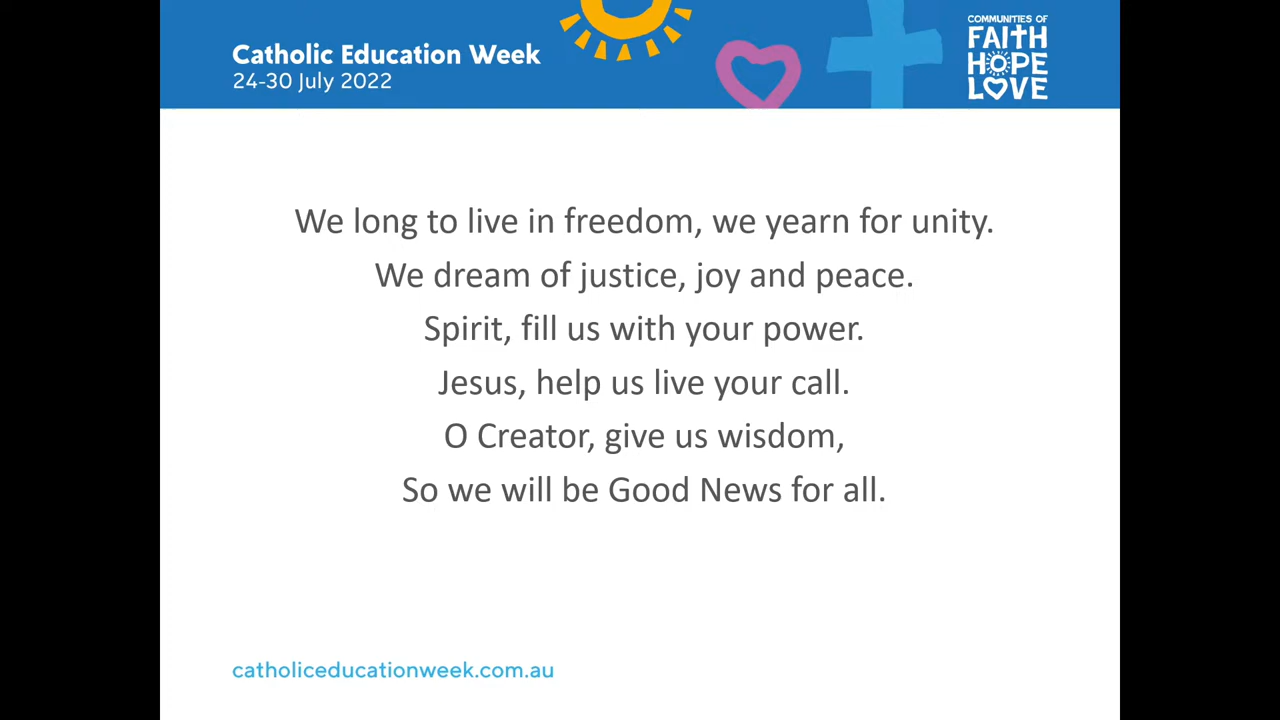 Catholic Education Week
24-30 July 2022
COMMUNITIES OF
FAITH
HOPE
LOVE
We long to live in freedom, we yearn for unity.
We dream of justice, joy and peace.
Spirit, fill us with your power.
Jesus, help us live your call.
O Creator, give us wisdom,
So we will be Good News for all.
catholiceducationweek.com.au